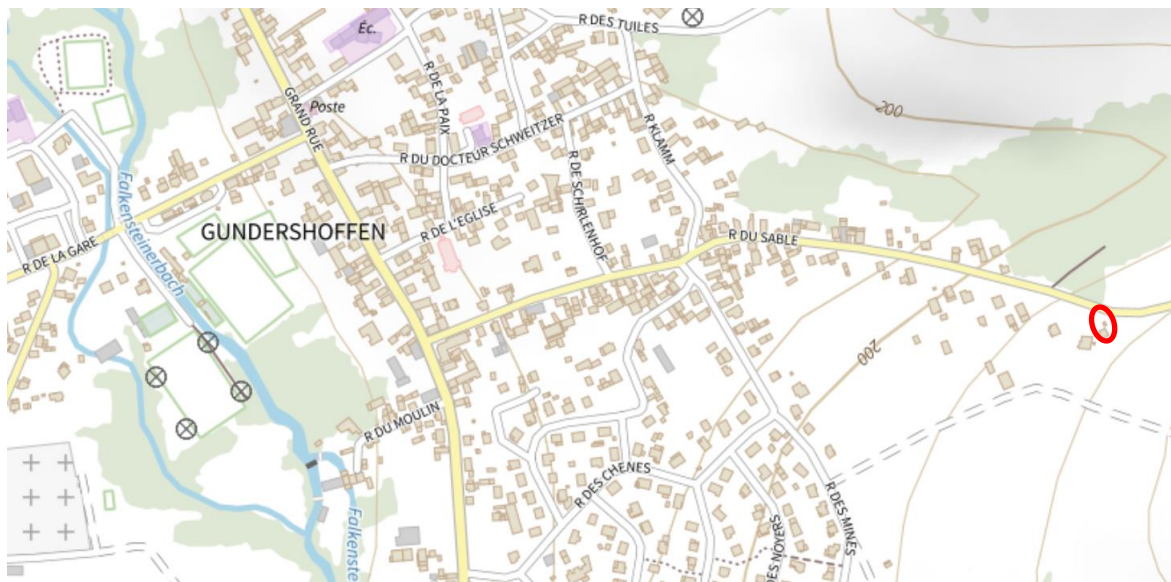 R DES TUILES
Éc.
Poste
GRAND RUE
R DE LA PAIX
R DU DOCTEUR SCHWEITZER
R KLAMM
200
R DE SCHIRLENHOF
Falkensteinerbach
GUNDERSHOFFEN
R DE L'EGLISE
R DU SABLE
R DE LA GARE
200
R DU MOULIN
R DES CHENES
R DES MINES
Falkenste
DES NOYERS